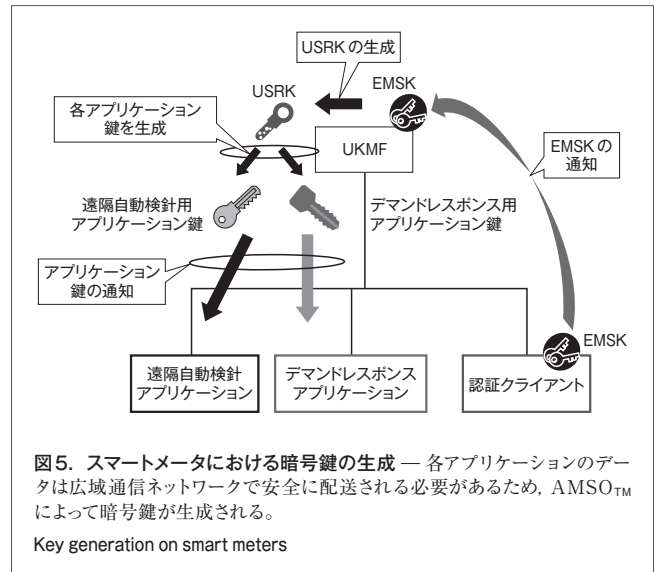 USRKの生成
EMSK
USRK
各アプリケーション
鍵を生成
UKMF
EMSKの
通知
遠隔自動検針用
アプリケーション鍵
デマンドレスポンス用
アプリケーション鍵
アプリケーション
鍵の通知
EMSK
遠隔自動検針
アプリケーション
デマンドレスポンス
アプリケーション
認証クライアント
図5. スマートメータにおける暗号鍵の生成 ― 各アプリケーションのデー
タは広域通信ネットワークで安全に配送される必要があるため, AMSO™
によって暗号鍵が生成される。
Key generation on smart meters